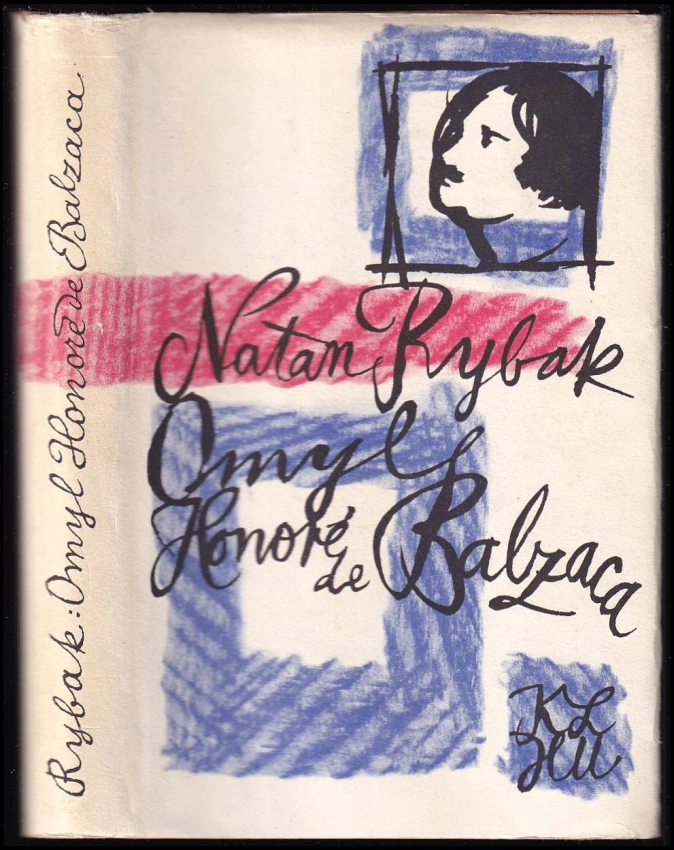 Rybak: Omyl Honoré de Balzaca
Natan Rybak
Omyl
Honoré
de Balzaca
KL
HU